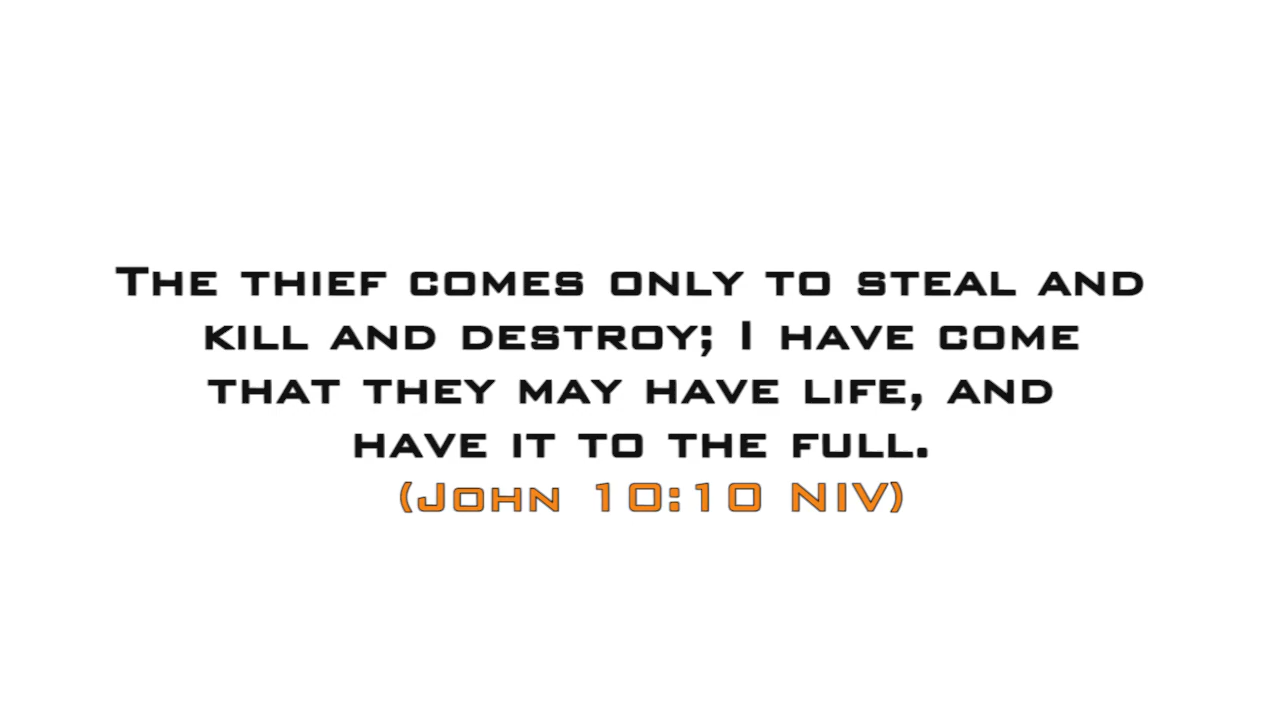 The thief comes only to steal and
kill and destroy; I have come
that they may have life, and
have it to the full.
(John 10:10 NIV)